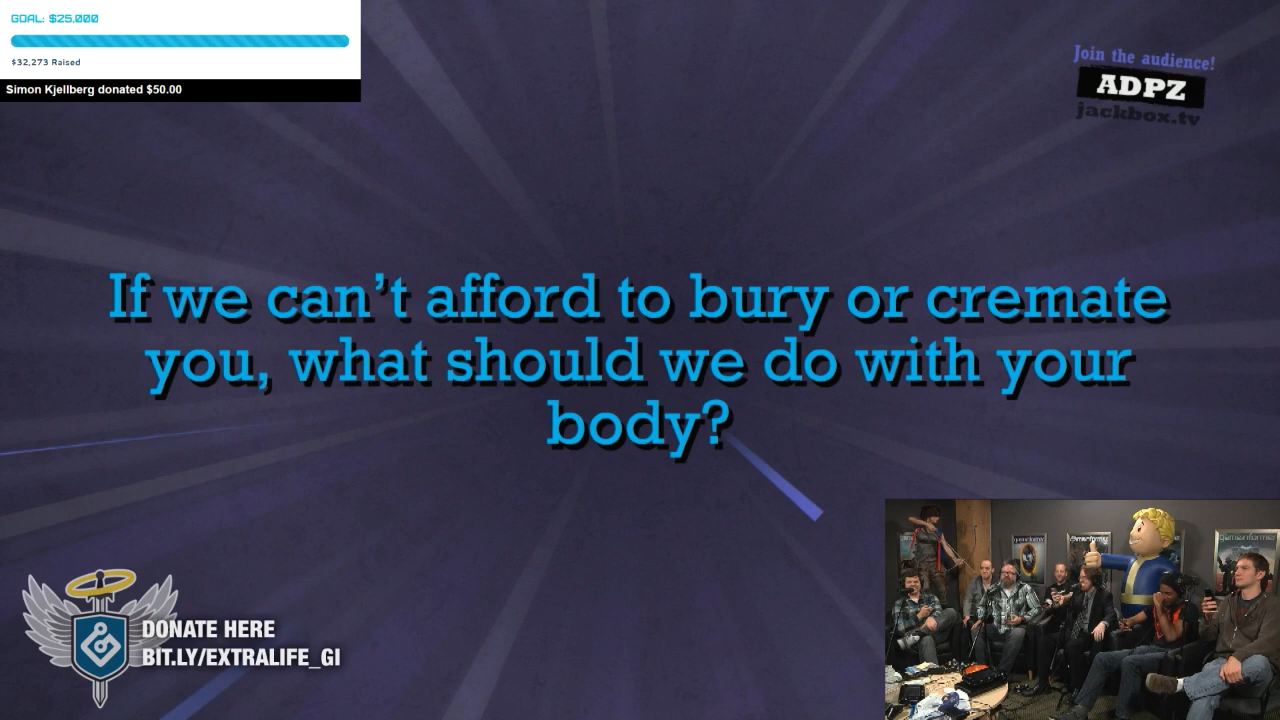 GOAL: $25,000
$32,273 Raised
Simon Kjellberg donated $50.00
Join the audience!
ADPZ
jackbox.tv
If we can't afford to bury or cremate
you, what should we do with your
body?
DONATE HERE
BIT.LY/EXTRALIFE_GI
gameinformer